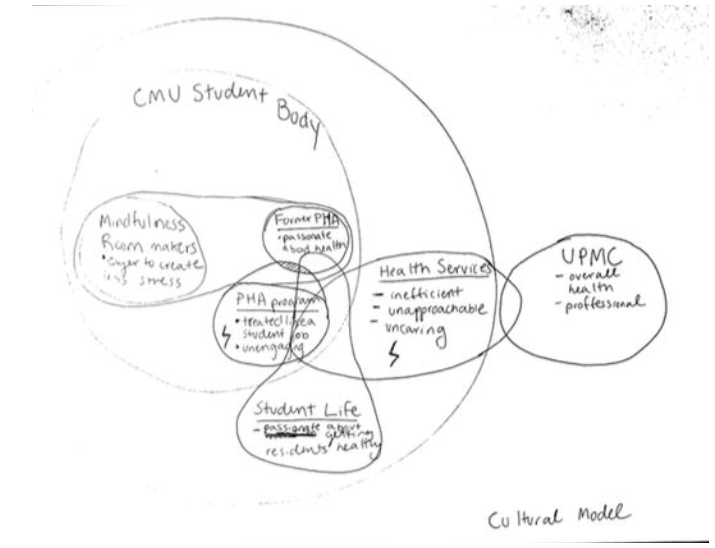 CMU Student
Body
Mindfulness
Room makers
• eager to create
less stress
Former PHA
• passionate
about health
PHA program
• treated like a
student job
• unengaging
Health Services
- inefficient
- unapproachable
- uncaring
UPMC
- overall
health
- proffessional
Student Life
- passionate about
getting
residents healthy
Cultural Model